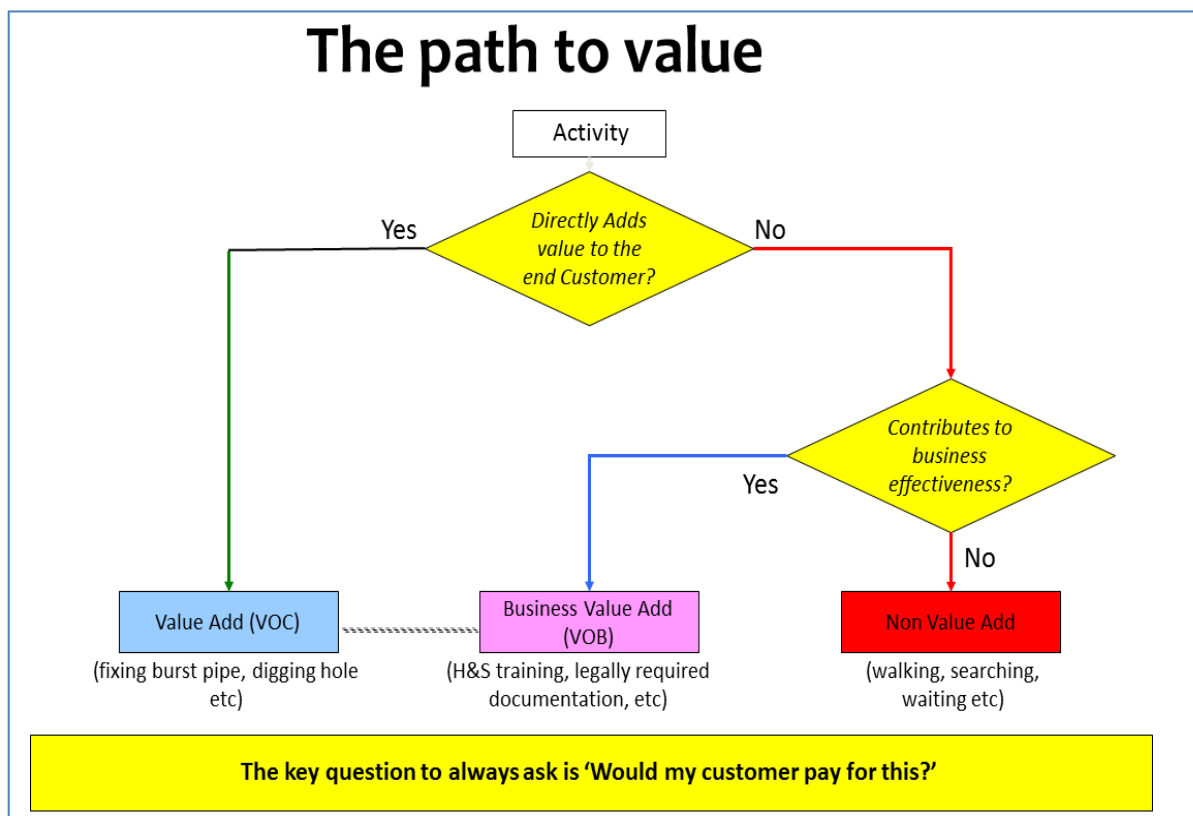 The path to value
Activity
Directly Adds
value to the
end Customer?
Yes
No
Contributes to
business
effectiveness?
Yes
No
Value Add (VOC)
(fixing burst pipe, digging hole
etc)
Business Value Add
(VOB)
(H&S training, legally required
documentation, etc)
Non Value Add
(walking, searching,
waiting etc)
The key question to always ask is ‘Would my customer pay for this?’